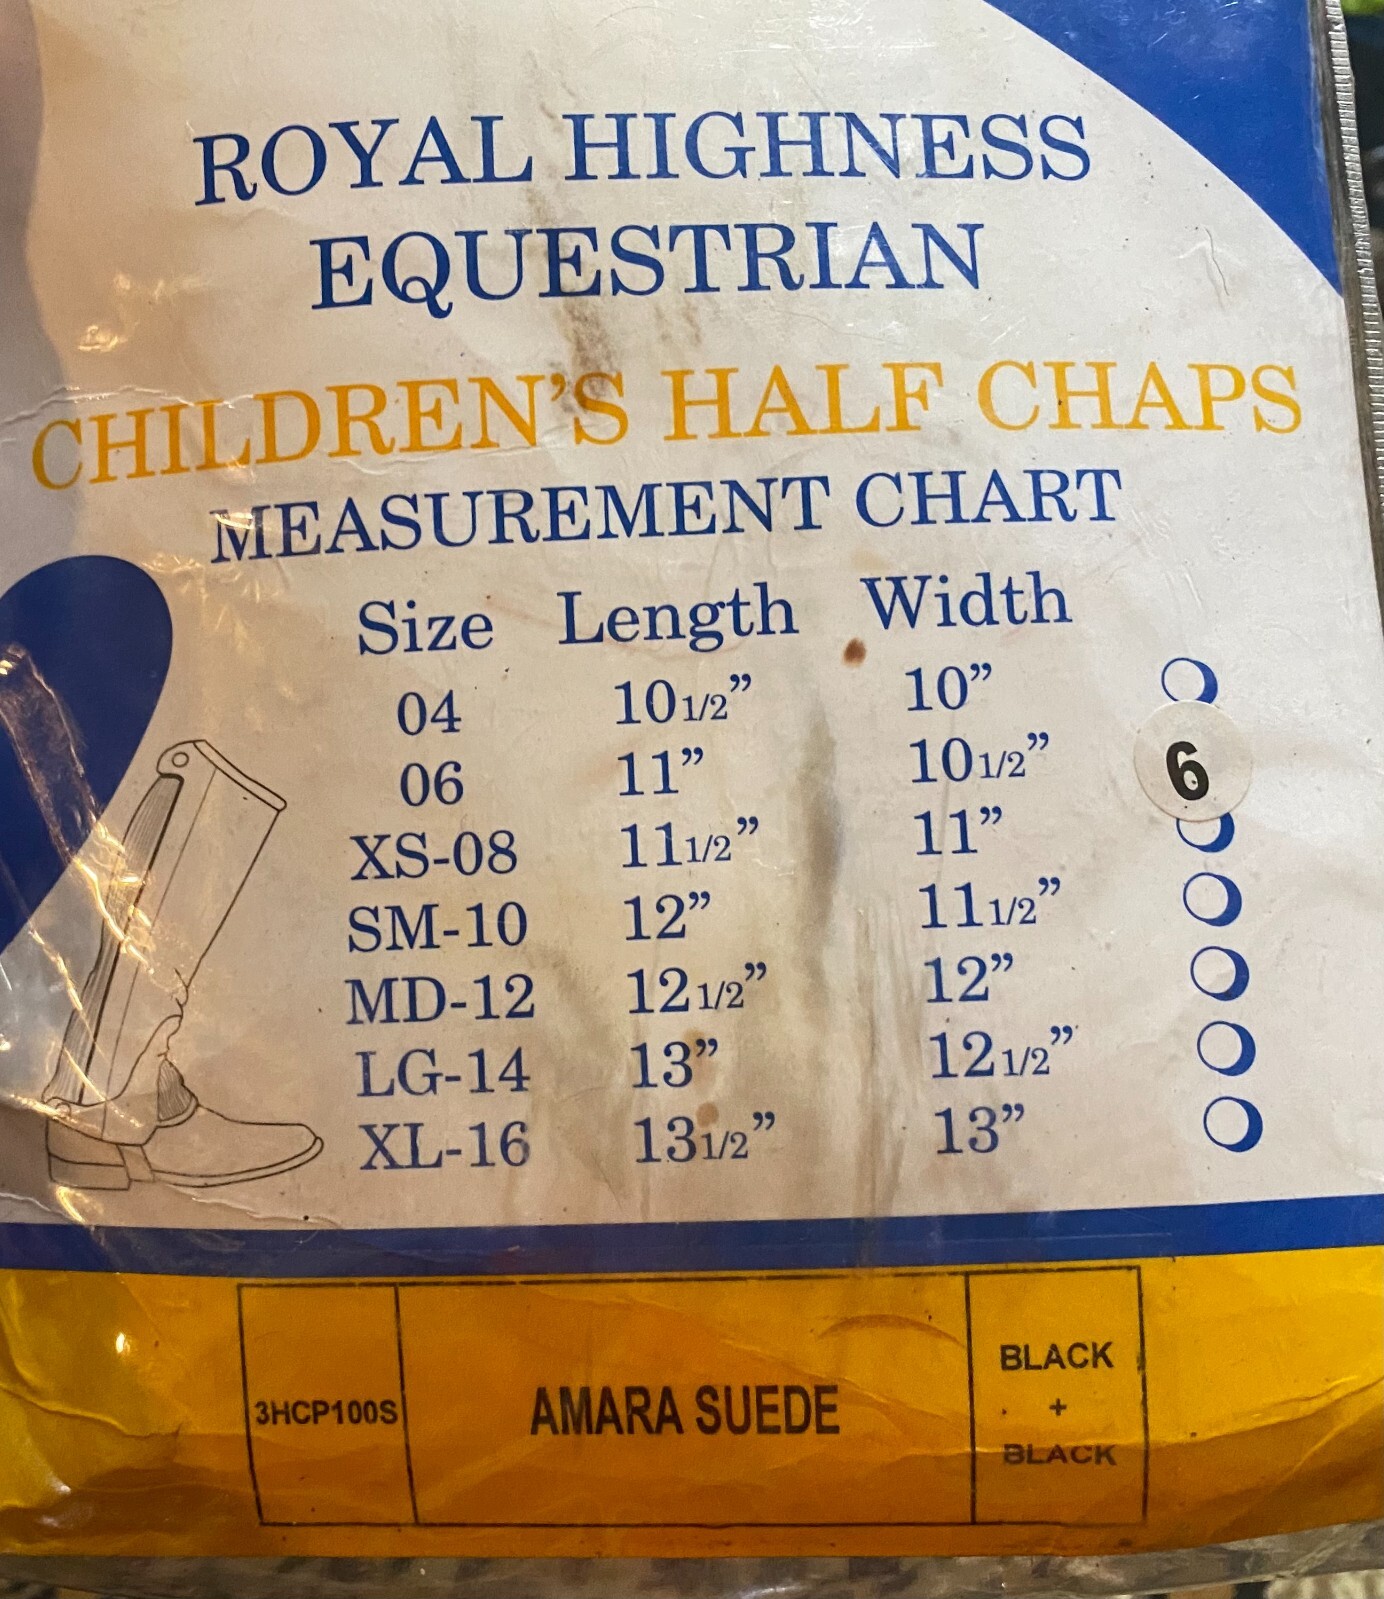 ROYAL HIGHNESS
EQUESTRIAN
CHILDREN'S HALF CHAPS
MEASUREMENT CHART
Size Length Width
04 10 1/2” 10”
06 11” 10 1/2” 6
XS-08 11 1/2” 11”
SM-10 12” 11 1/2”
MD-12 12 1/2” 12”
LG-14 13” 12 1/2”
XL-16 13 1/2” 13”
3HCP100S AMARA SUEDE BLACK
+
BLACK